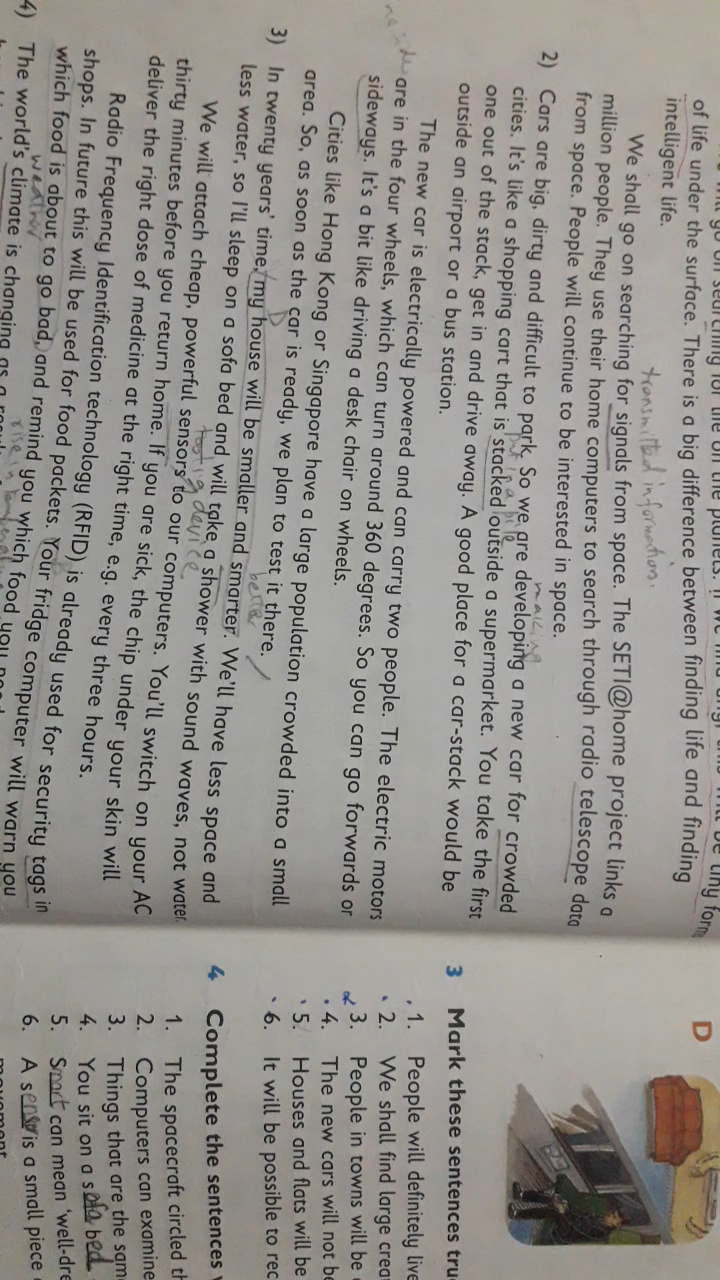 of life under the surface. There is a big difference between finding life and finding
intelligent life.
transmitted information.
We shall go on searching for signals from space. The SETI@home project links a
million people. They use their home computers to search through radio telescope data
from space. People will continue to be interested in space.
making
2) Cars are big, dirty and difficult to park. So we are developing a new car for crowded
put in a pile
cities. It's like a shopping cart that is stacked outside a supermarket. You take the first
one out of the stack, get in and drive away. A good place for a car-stack would be
outside an airport or a bus station.
The new car is electrically powered and can carry two people. The electric motors
are in the four wheels, which can turn around 360 degrees. So you can go forwards or
sideways. It's a bit like driving a desk chair on wheels.
Cities like Hong Kong or Singapore have a large population crowded into a small
area. So, as soon as the car is ready, we plan to test it there.
D
3) In twenty years' time, my house will be smaller and smarter. We'll have less space and
less water, so I'll sleep on a sofa bed and will take a shower with sound waves, not water
device
We will attach cheap, powerful sensors to our computers. You'll switch on your AC
thirty minutes before you return home. If you are sick, the chip under your skin will
deliver the right dose of medicine at the right time, e.g. every three hours.
Radio Frequency Identification technology (RFID) is already used for security tags in
shops. In future this will be used for food packets. Your fridge computer will warn you
which food is about to go bad, and remind you which food you need
weather
rise in
4) The world's climate is changing as a
D
3 Mark these sentences
1. People will definitely live
2. We shall find large
3. People in towns will be
4. The new cars will not
5. Houses and flats will be
6. It will be possible to
4 Complete the sentences
1. The spacecraft circled
2. Computers can examine
3. Things that are the
4. You sit on a sofa bed
5. Smart can mean 'well-
6. A sensor is a small piece